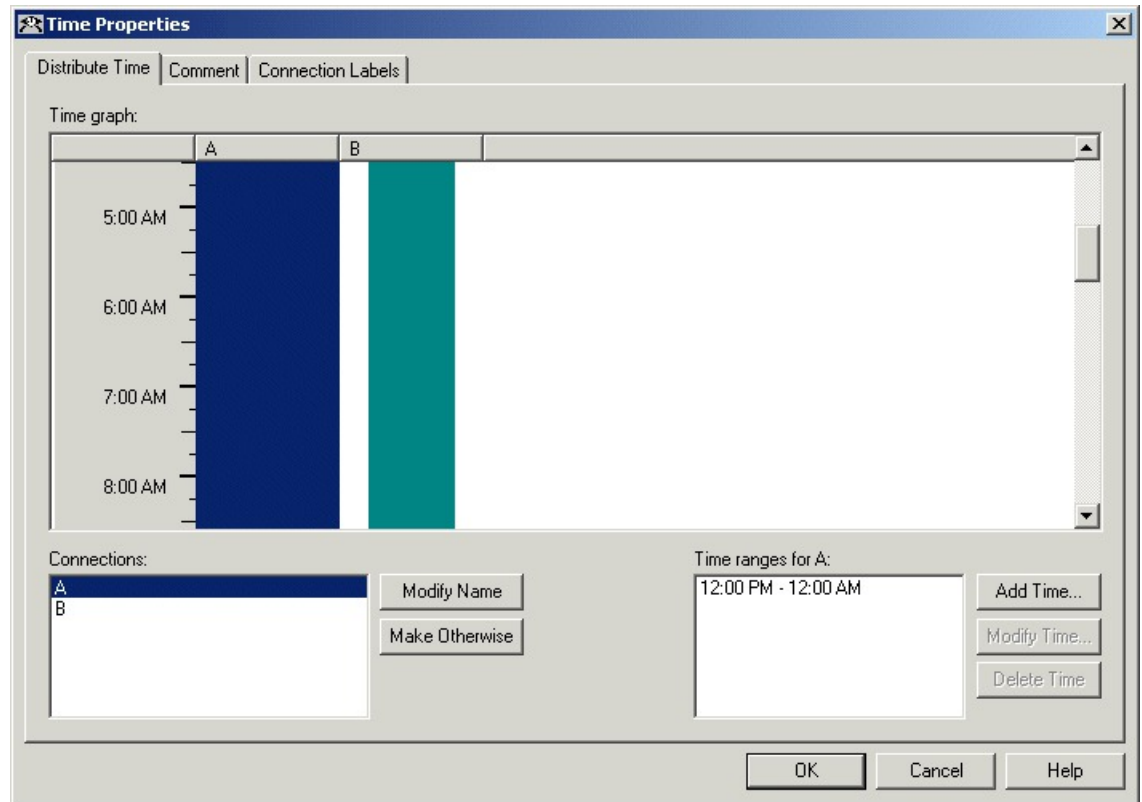 Time Properties
Distribute Time Comment Connection Labels
Time graph:
A B
5:00 AM
6:00 AM
7:00 AM
8:00 AM
Connections:
A
B
Modify Name
Make Otherwise
Time ranges for A:
12:00 PM - 12:00 AM
Add Time...
Modify Time...
Delete Time
OK Cancel Help